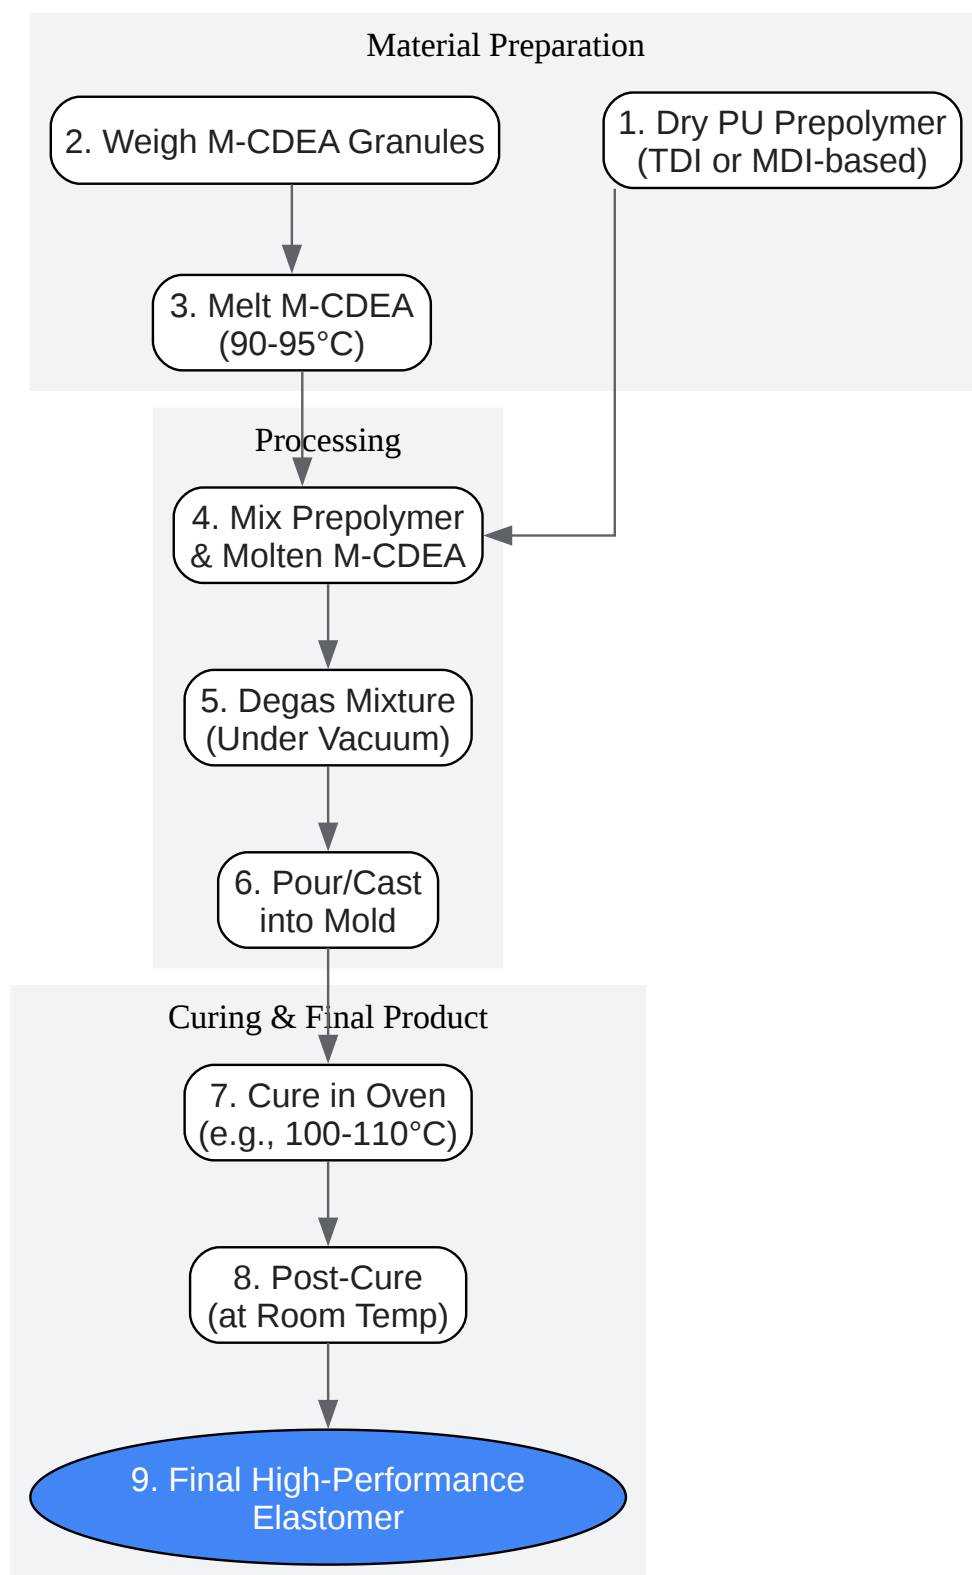 Material Preparation
2. Weigh M-CDEA Granules
1. Dry PU Prepolymer
(TDI or MDI-based)
3. Melt M-CDEA
(90-95°C)
Processing
4. Mix Prepolymer
& Molten M-CDEA
5. Degas Mixture
(Under Vacuum)
6. Pour/Cast
into Mold
Curing & Final Product
7. Cure in Oven
(e.g., 100-110°C)
8. Post-Cure
(at Room Temp)
9. Final High-Performance
Elastomer